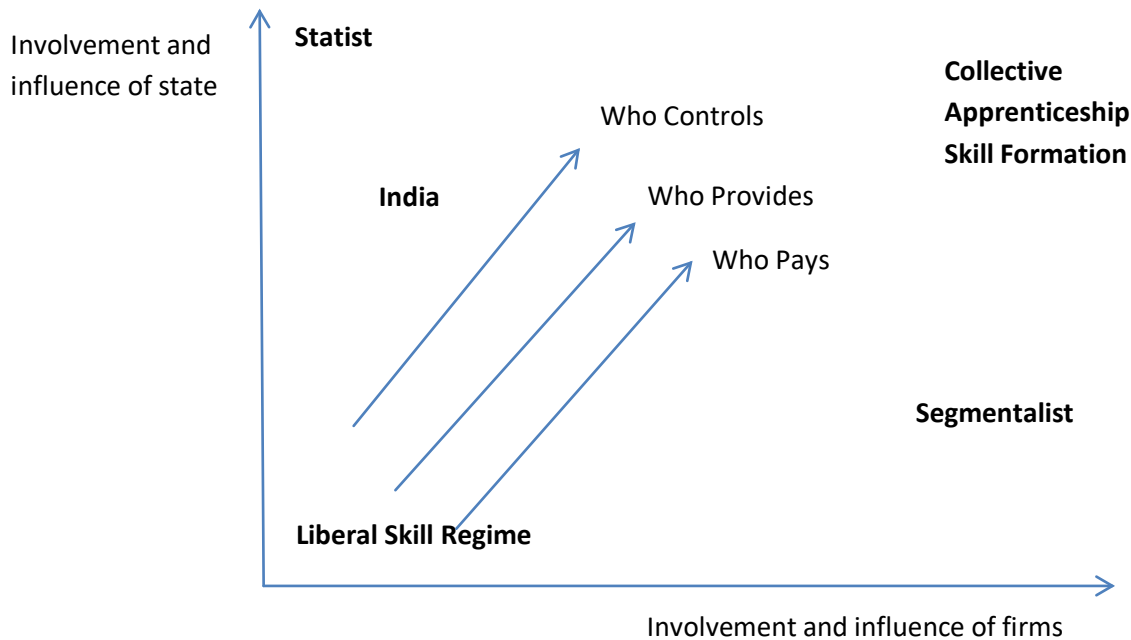 Involvement and
influence of state
Statist
Collective
Apprenticeship
Skill Formation
Who Controls
India
Who Provides
Who Pays
Segmentalist
Liberal Skill Regime
Involvement and influence of firms